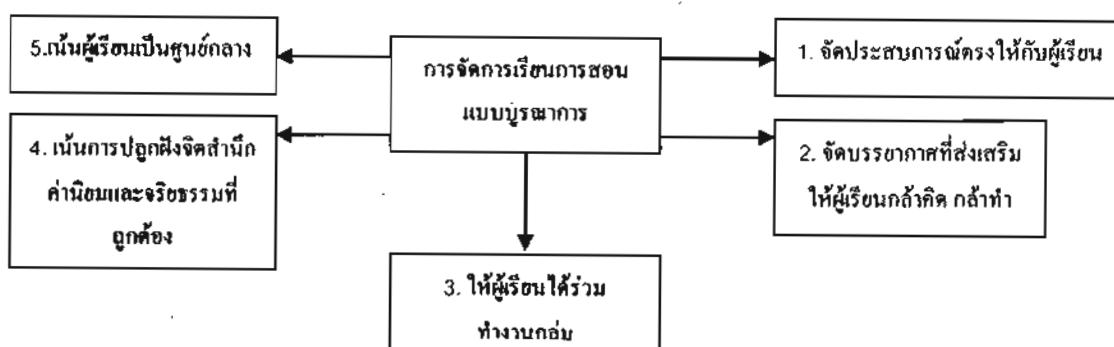 การจัดการเรียนการสอน
แบบบูรณาการ
1. จัดประสบการณ์ตรงให้กับผู้เรียน
2. จัดบรรยากาศที่ส่งเสริม
ให้ผู้เรียนกล้าคิด กล้าทำ
3. ให้ผู้เรียนได้ร่วม
ทำงานกลุ่ม
4. เน้นการปลูกฝังจิตสำนึก
ค่านิยมและจริยธรรมที่
ถูกต้อง
5.เน้นผู้เรียนเป็นศูนย์กลาง